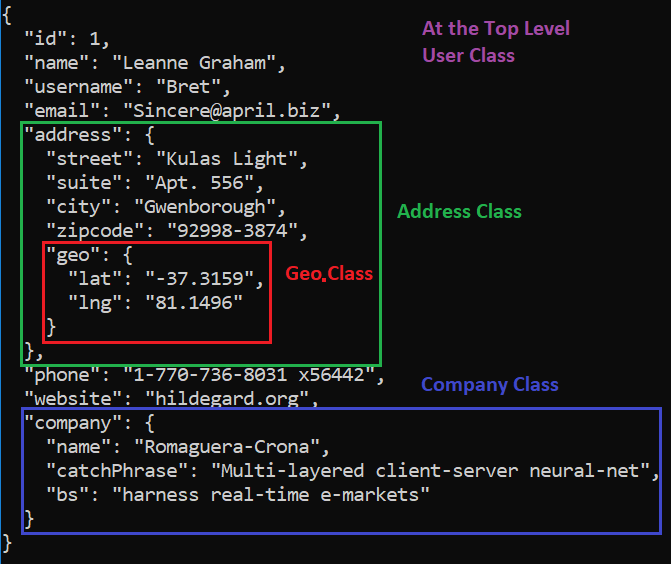 {
"id": 1,
At the Top Level
"name": "Leanne Graham",
User Class
"username": "Bret",
"email": "Sincere@april.biz",
"address": {
"street": "Kulas Light",
"suite": "Apt. 556",
"city": "Gwenborough",
Address Class
"zipcode": "92998-3874",
"geo": {
"lat": "-37.3159",
Geo.Class
"lng": "81.1496"
}
},
"phone": "1-770-736-8031 x56442",
Company Class
"website": "hildegard.org",
"company": {
"name": "Romaguera-Crona",
"catchPhrase": "Multi-layered client-server neural-net",
"bs": "harness real-time e-markets"
}
}